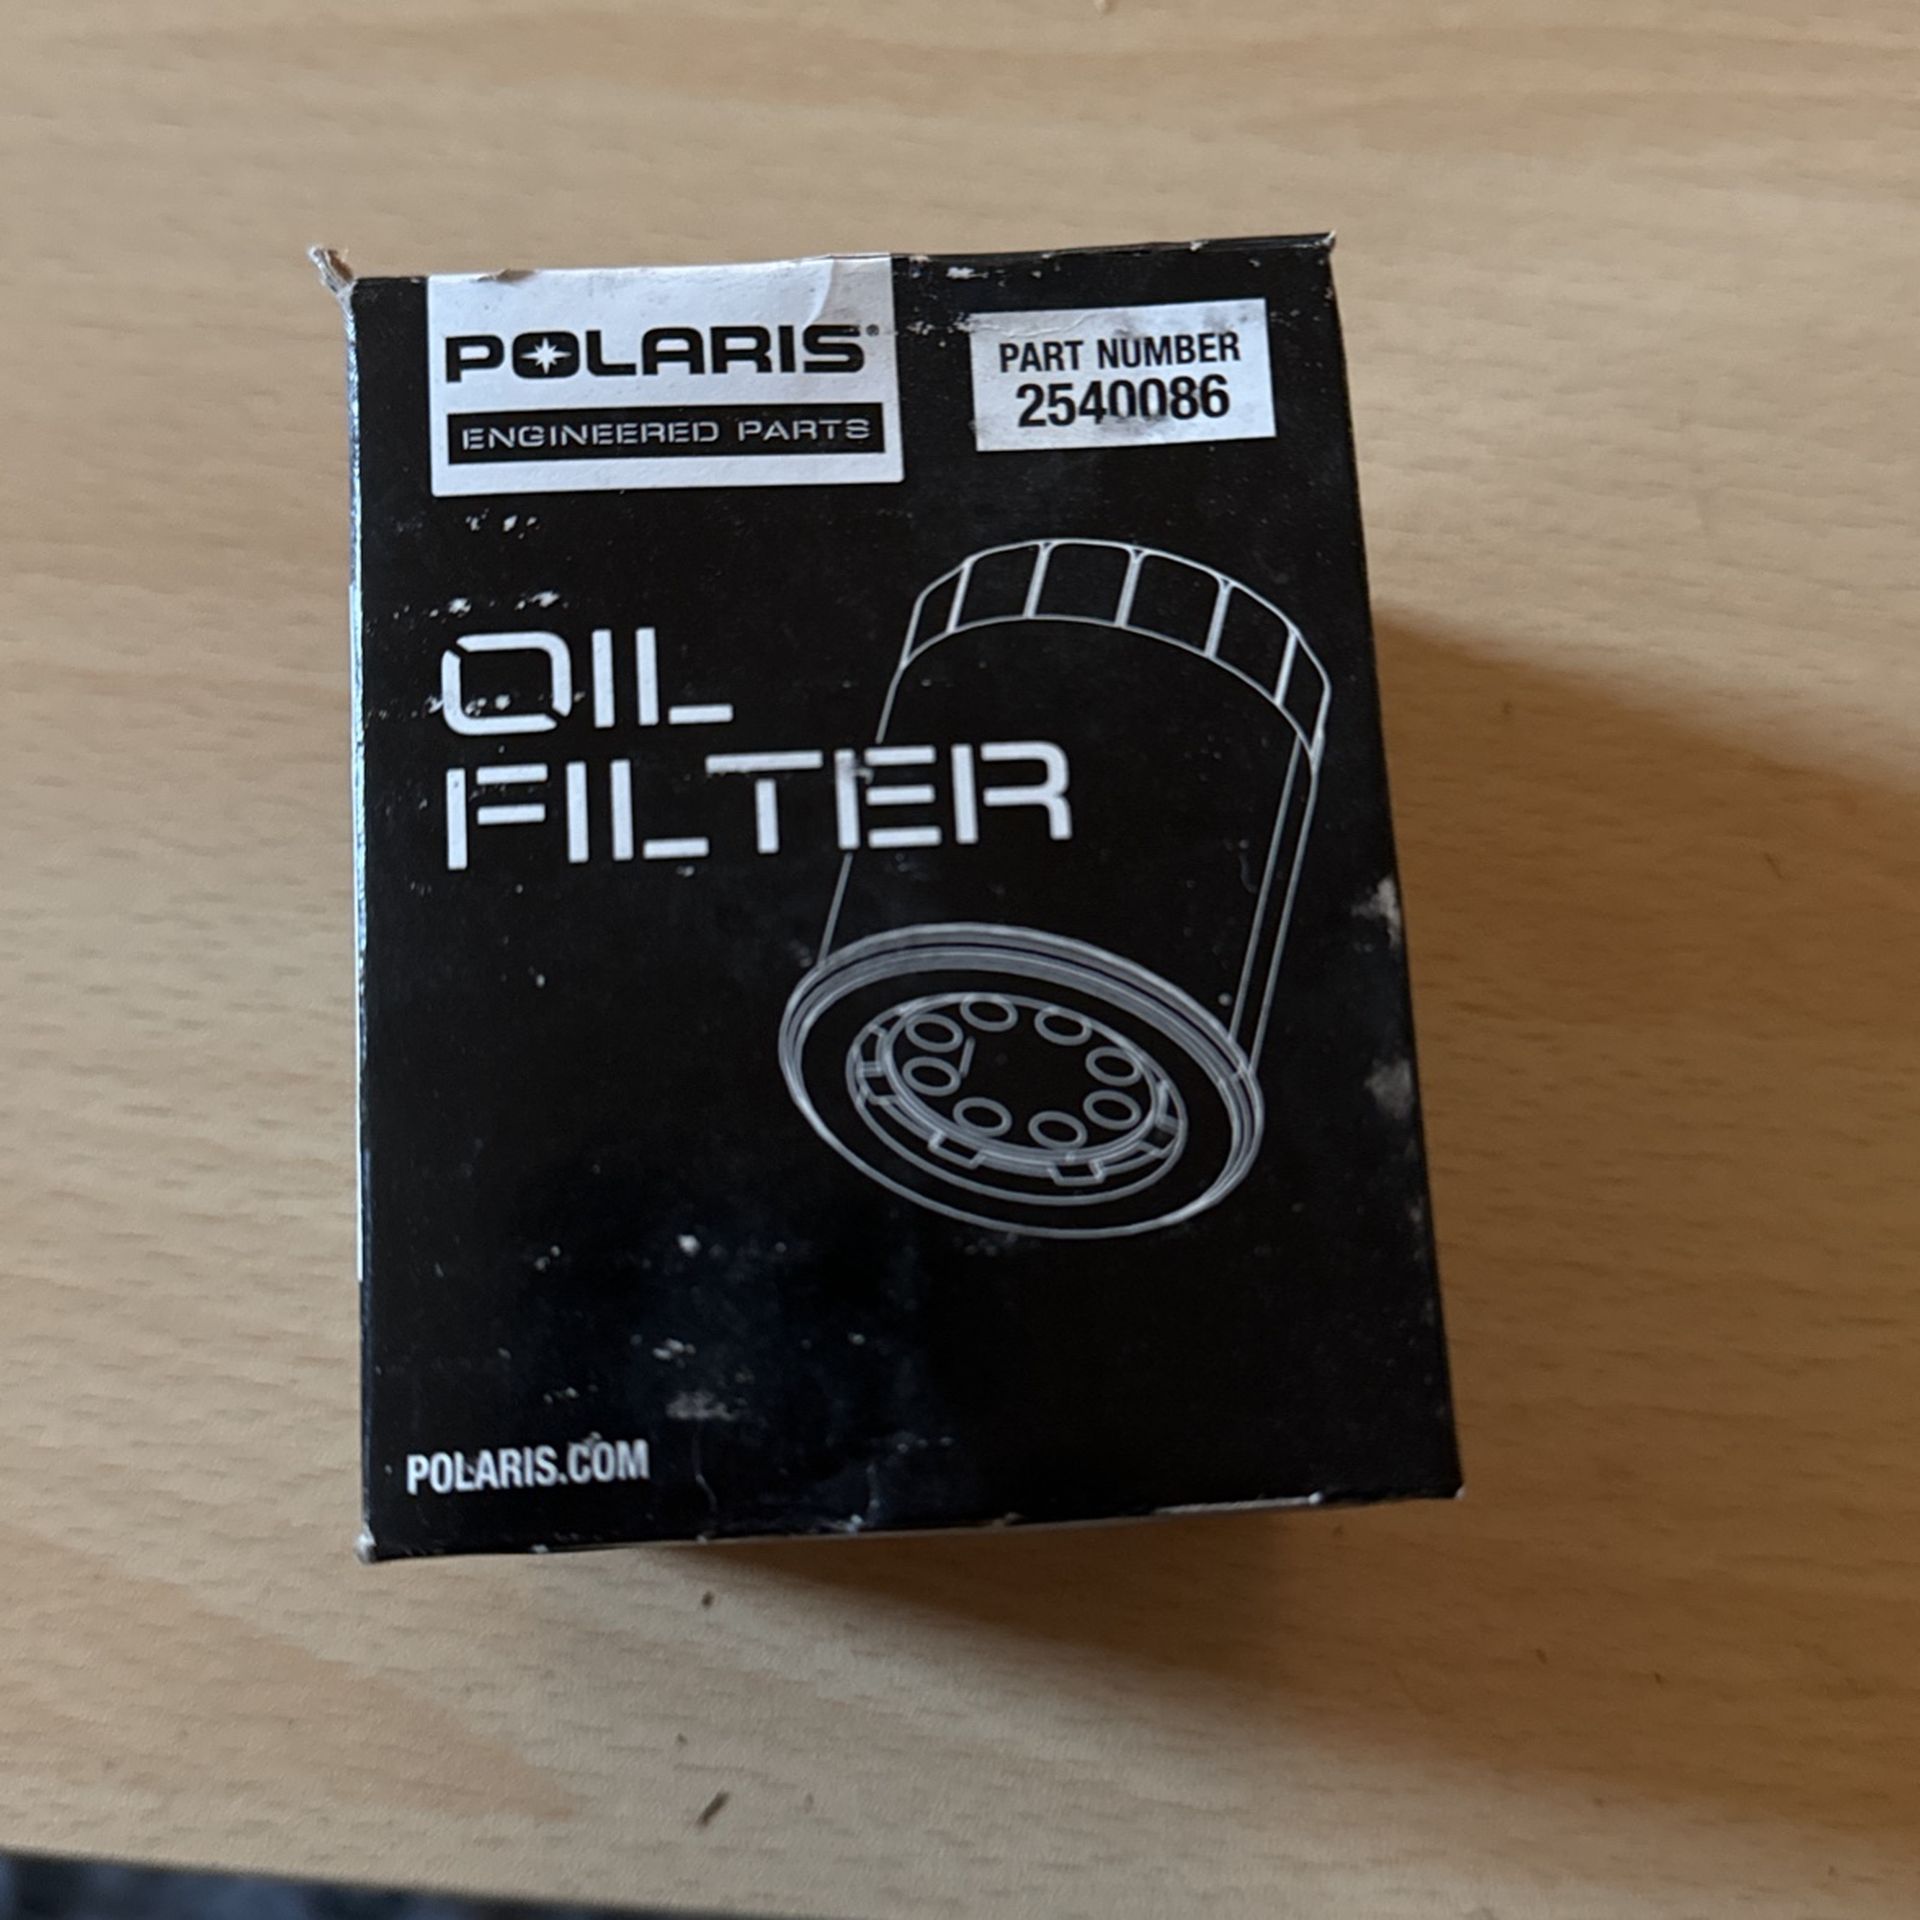 POLARIS®
ENGINEERED PARTS
PART NUMBER
2540086
OIL
FILTER
POLARIS.COM